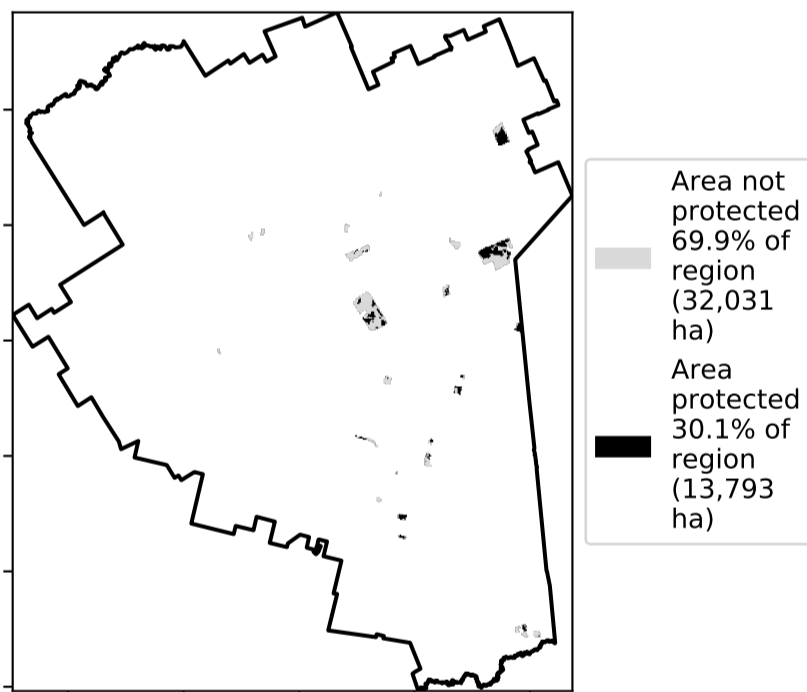 Area not
protected
69.9% of
region
(32,031
ha)
Area
protected
30.1% of
region
(13,793
ha)